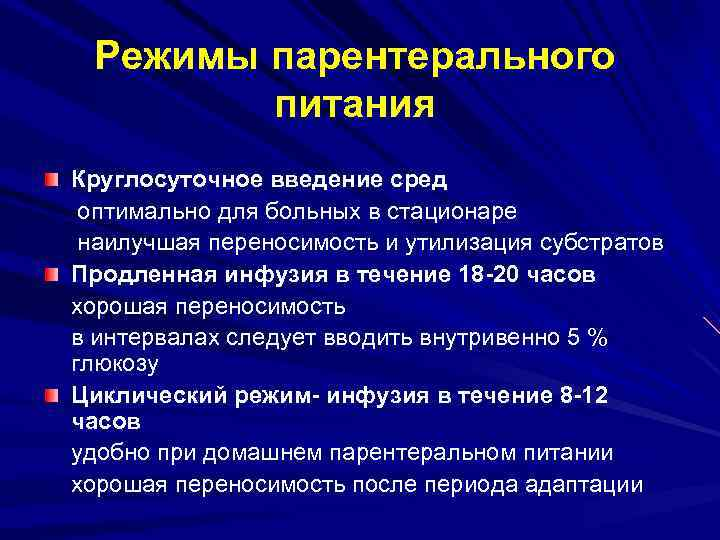 Режимы парентерального
питания
Круглосуточное введение сред
оптимально для больных в стационаре
наилучшая переносимость и утилизация субстратов
Продленная инфузия в течение 18-20 часов
хорошая переносимость
в интервалах следует вводить внутривенно 5 %
глюкозу
Циклический режим- инфузия в течение 8-12
часов
удобно при домашнем парентеральном питании
хорошая переносимость после периода адаптации